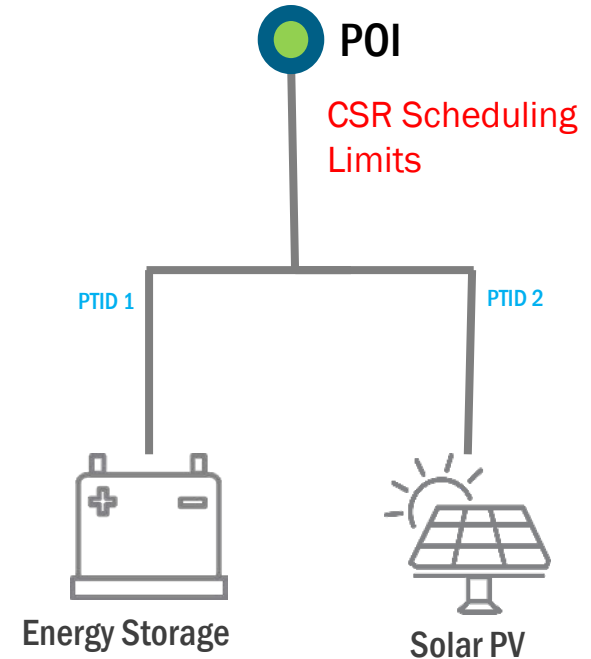 POI
CSR Scheduling
Limits
PTID 1
PTID 2
Energy Storage
Solar PV